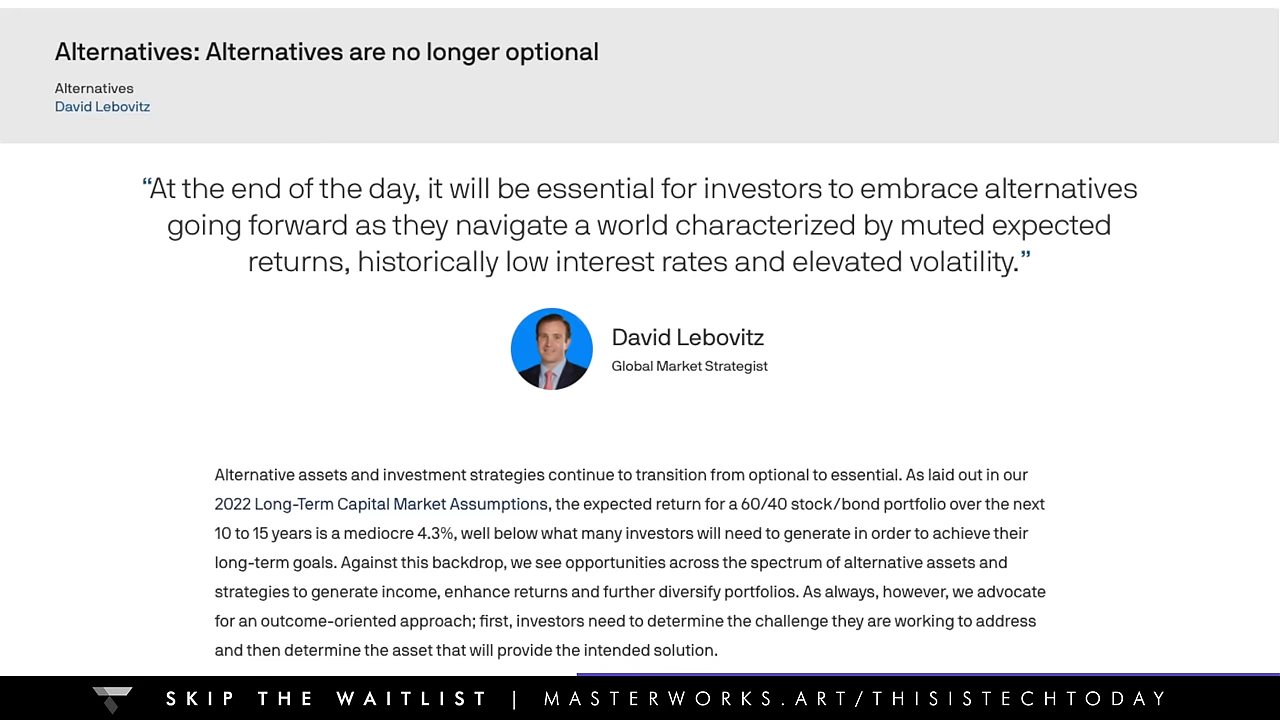 Alternatives: Alternatives are no longer optional
Alternatives
David Lebovitz
“At the end of the day, it will be essential for investors to embrace alternatives
going forward as they navigate a world characterized by muted expected
returns, historically low interest rates and elevated volatility.”
David Lebovitz
Global Market Strategist
Alternative assets and investment strategies continue to transition from optional to essential. As laid out in our
2022 Long-Term Capital Market Assumptions, the expected return for a 60/40 stock/bond portfolio over the next
10 to 15 years is a mediocre 4.3%, well below what many investors will need to generate in order to achieve their
long-term goals. Against this backdrop, we see opportunities across the spectrum of alternative assets and
strategies to generate income, enhance returns and further diversify portfolios. As always, however, we advocate
for an outcome-oriented approach; first, investors need to determine the challenge they are working to address
and then determine the asset that will provide the intended solution.
SKIP THE WAITLIST | MASTERWORKS.ART/THISISTECHTODAY